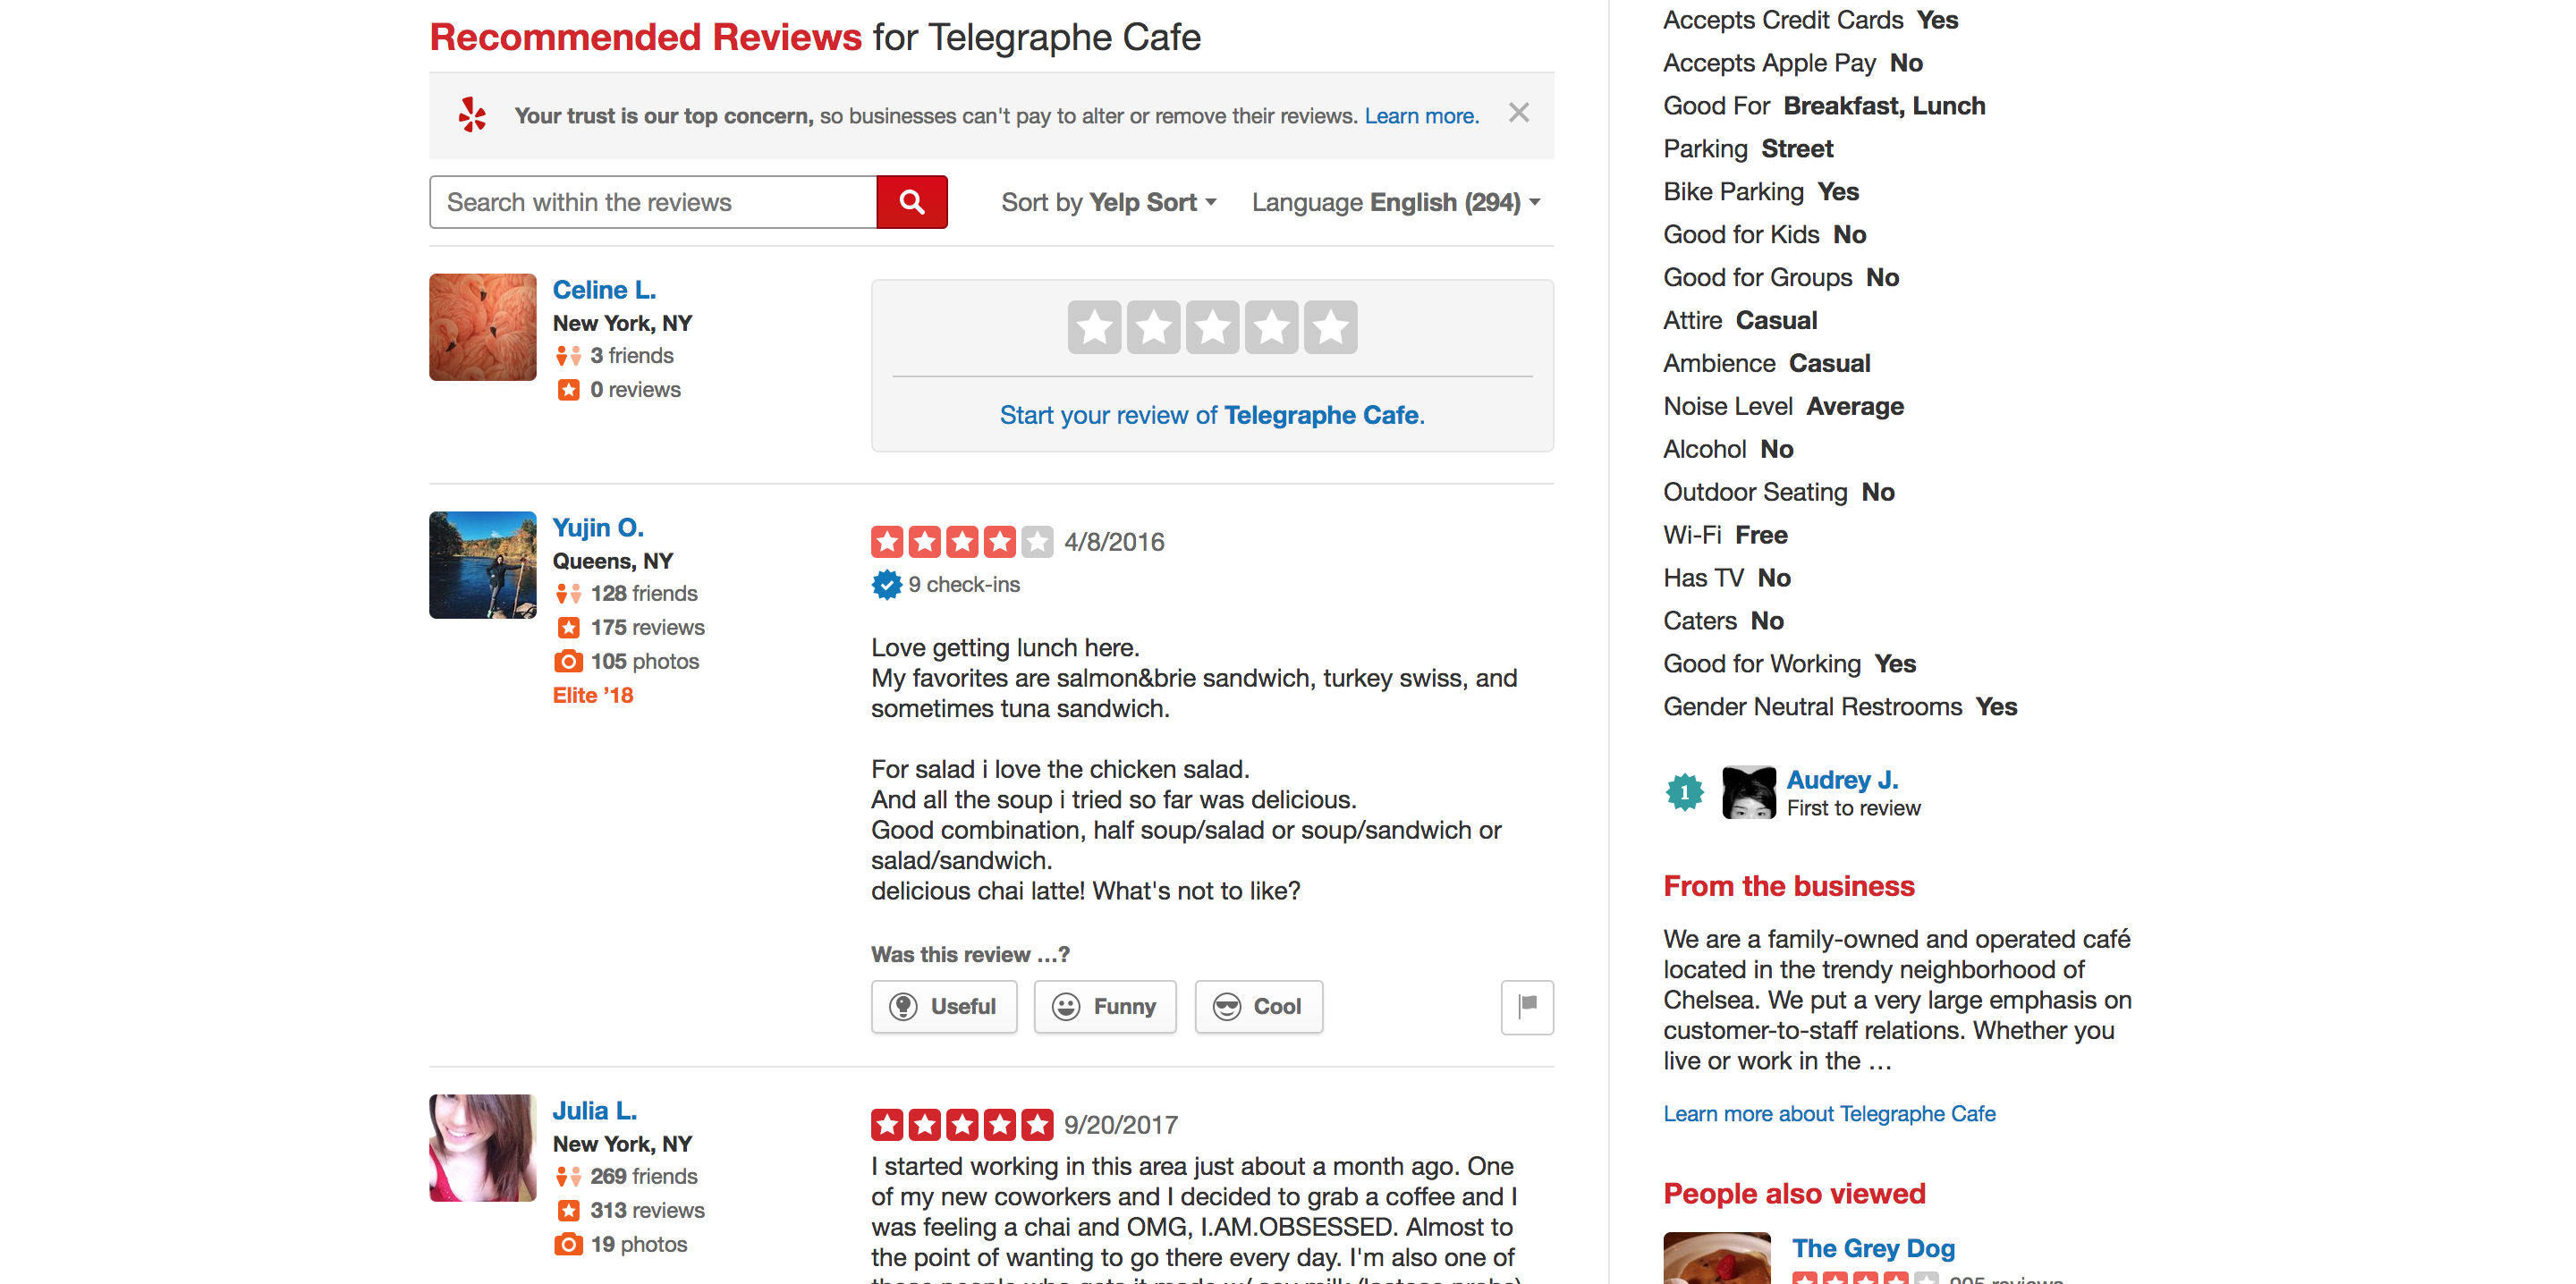 Recommended Reviews for Telegraphe Cafe
Your trust is our top concern, so businesses can't pay to alter or remove their reviews. Learn more.
Search within the reviews
Sort by Yelp Sort
Language English (294)
Celine L.
New York, NY
3 friends
0 reviews
Start your review of Telegraphe Cafe.
Yujin O.
Queens, NY
128 friends
175 reviews
105 photos
Elite ’18
4/8/2016
9 check-ins
Love getting lunch here.
My favorites are salmon&brie sandwich, turkey swiss, and
sometimes tuna sandwich.
For salad i love the chicken salad.
And all the soup i tried so far was delicious.
Good combination, half soup/salad or soup/sandwich or
salad/sandwich.
delicious chai latte! What's not to like?
Was this review ...?
Useful
Funny
Cool
Julia L.
New York, NY
269 friends
313 reviews
19 photos
9/20/2017
I started working in this area just about a month ago. One
of my new coworkers and I decided to grab a coffee and I
was feeling a chai and OMG, I.AM.OBSESSED. Almost to
the point of wanting to go there every day. I'm also one of
Accepts Credit Cards Yes
Accepts Apple Pay No
Good For Breakfast, Lunch
Parking Street
Bike Parking Yes
Good for Kids No
Good for Groups No
Attire Casual
Ambience Casual
Noise Level Average
Alcohol No
Outdoor Seating No
Wi-Fi Free
Has TV No
Caters No
Good for Working Yes
Gender Neutral Restrooms Yes
1
Audrey J.
First to review
From the business
We are a family-owned and operated café
located in the trendy neighborhood of
Chelsea. We put a very large emphasis on
customer-to-staff relations. Whether you
live or work in the ...
Learn more about Telegraphe Cafe
People also viewed
The Grey Dog